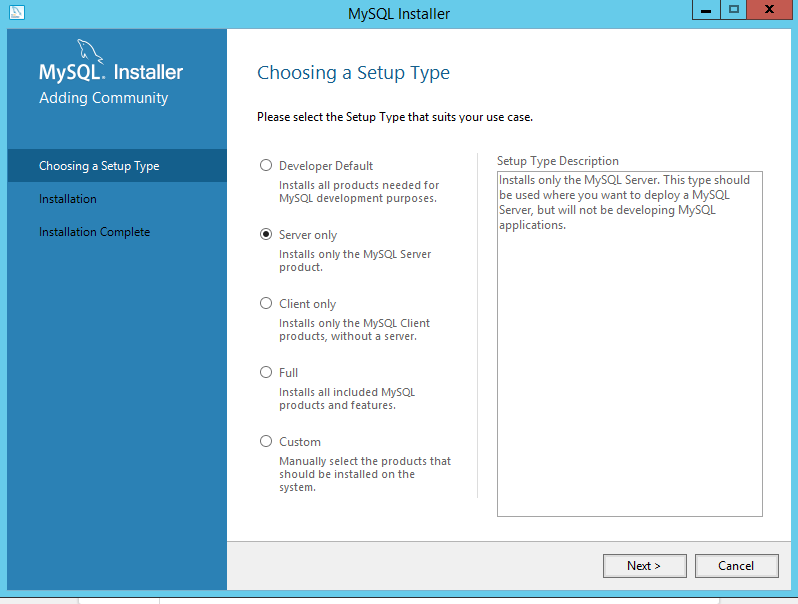 MySQL Installer
MySQL. Installer
Adding Community
Choosing a Setup Type
Installation
Installation Complete
Choosing a Setup Type
Please select the Setup Type that suits your use case.
Developer Default
Installs all products needed for
MySQL development purposes.
Server only
Installs only the MySQL Server
product.
Client only
Installs only the MySQL Client
products, without a server.
Full
Installs all included MySQL
products and features.
Custom
Manually select the products that
should be installed on the
system.
Setup Type Description
Installs only the MySQL Server. This type should
be used where you want to deploy a MySQL
Server, but will not be developing MySQL
applications.
Next >
Cancel